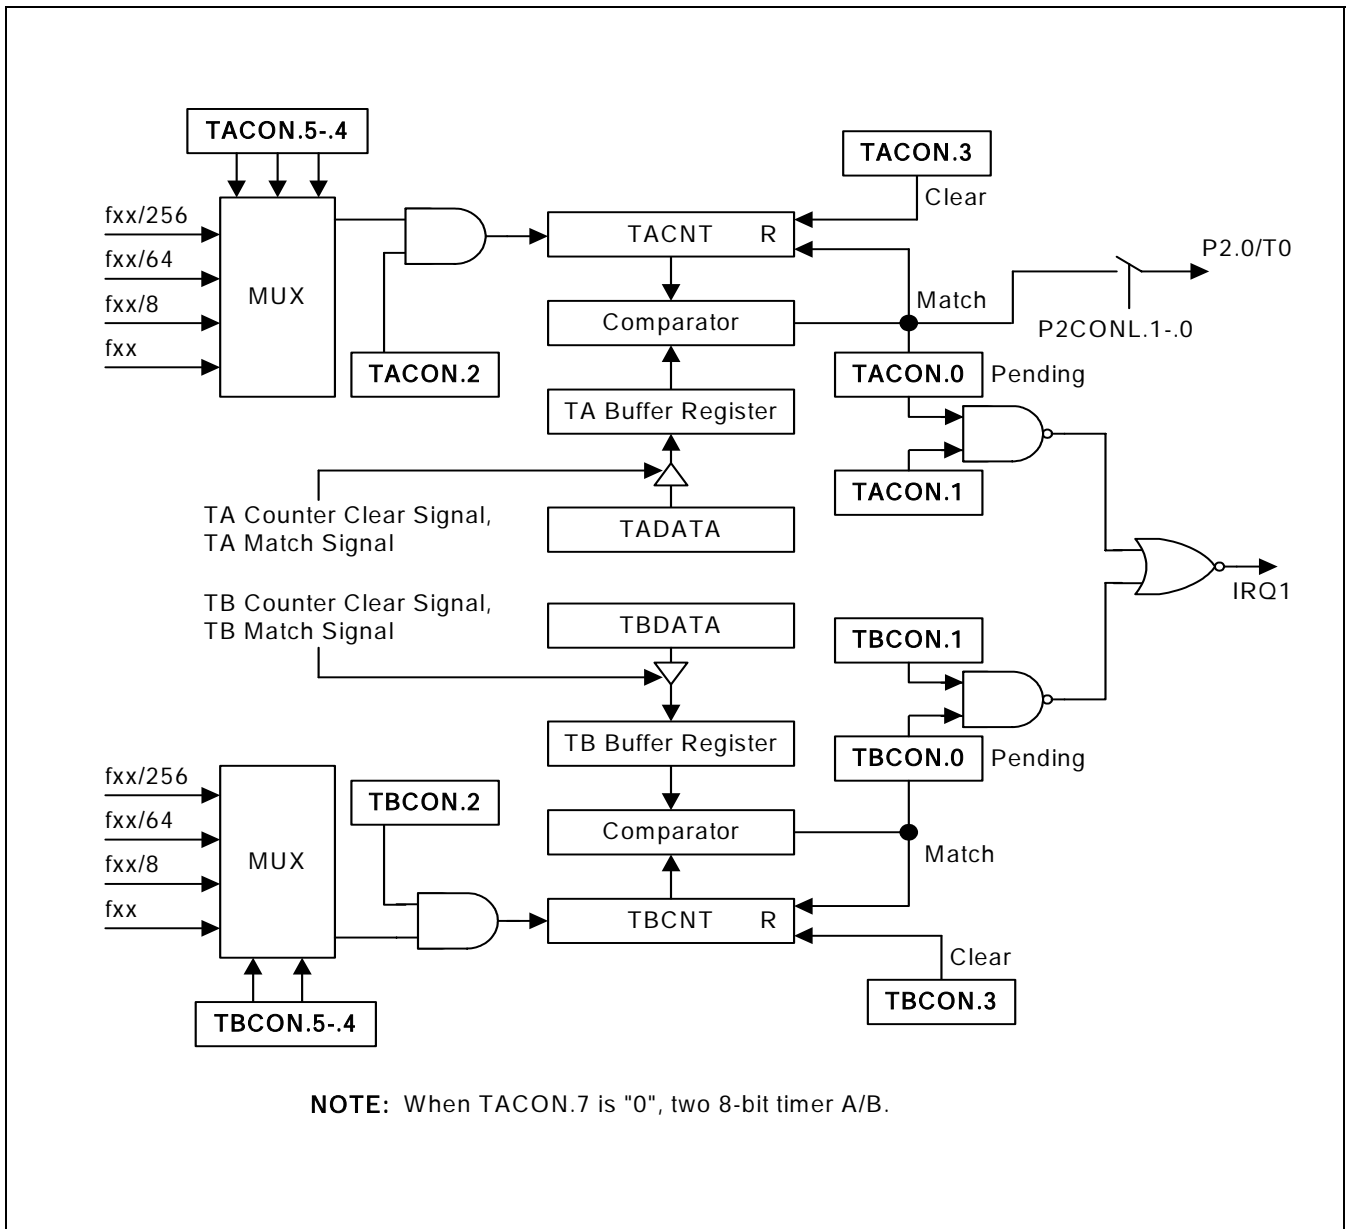 TACON.5-.4
TACON.3
Clear
fxx/256
fxx/64
fxx/8
fxx
MUX
TACON.2
TACNT R
Comparator
Match
P2.0/T0
P2CONL.1-.0
TACON.0 Pending
TA Buffer Register
TACON.1
TA Counter Clear Signal,
TA Match Signal
TADATA
IRQ1
TB Counter Clear Signal,
TB Match Signal
TBDATA
TBCON.1
TB Buffer Register
TBCON.0 Pending
fxx/256
fxx/64
fxx/8
fxx
MUX
TBCON.2
Comparator
Match
TBCNT R
Clear
TBCON.3
TBCON.5-.4
NOTE: When TACON.7 is "0", two 8-bit timer A/B.